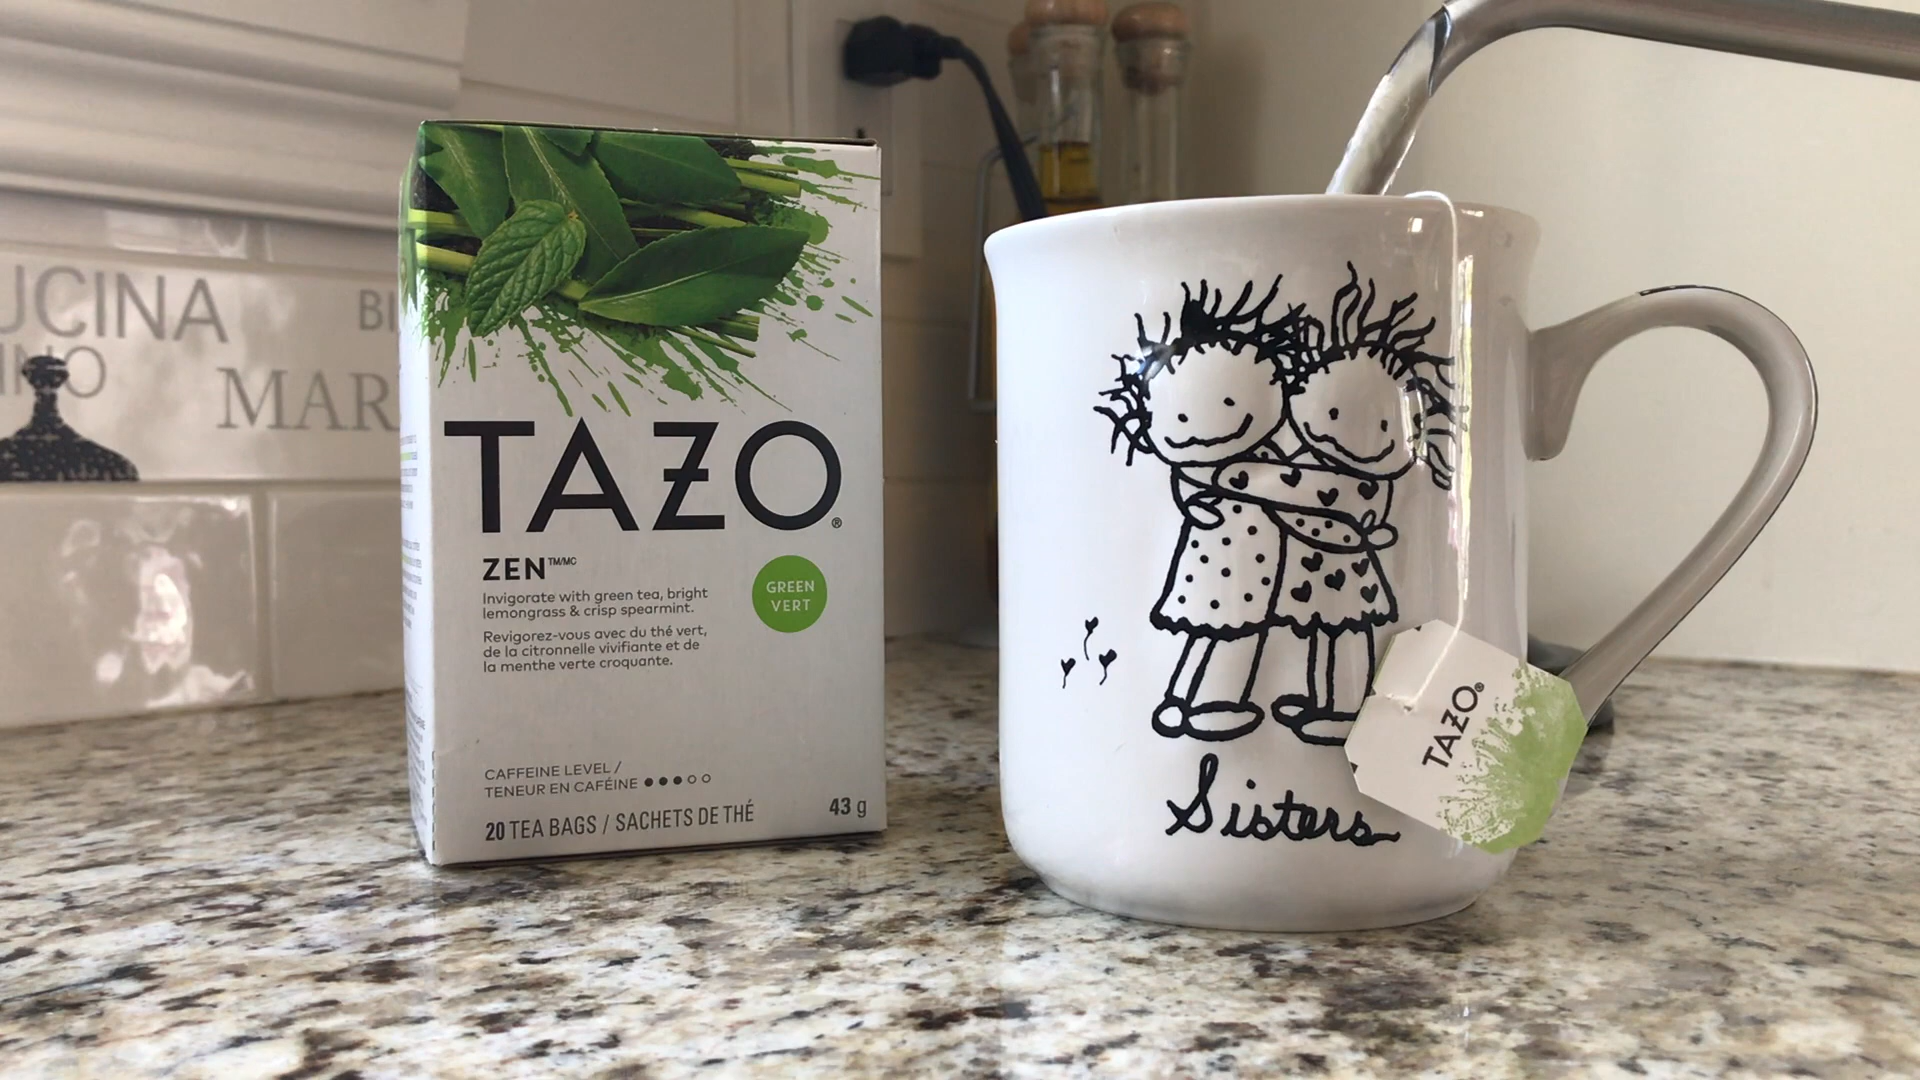 UCINA
INO
BI
MAR
TAZO®
ZEN™/MC
Invigorate with green tea, bright
lemongrass & crisp spearmint.
Revigorez-vous avec du thé vert,
de la citronnelle vivifiante et de
la menthe verte croquante.
GREEN
VERT
CAFFEINE LEVEL /
TENEUR EN CAFÉINE
20 TEA BAGS / SACHETS DE THÉ
43 g
Sisters
TAZO®